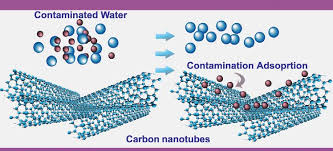 Contaminated Water
Contamination Adsoprtion
Carbon nanotubes